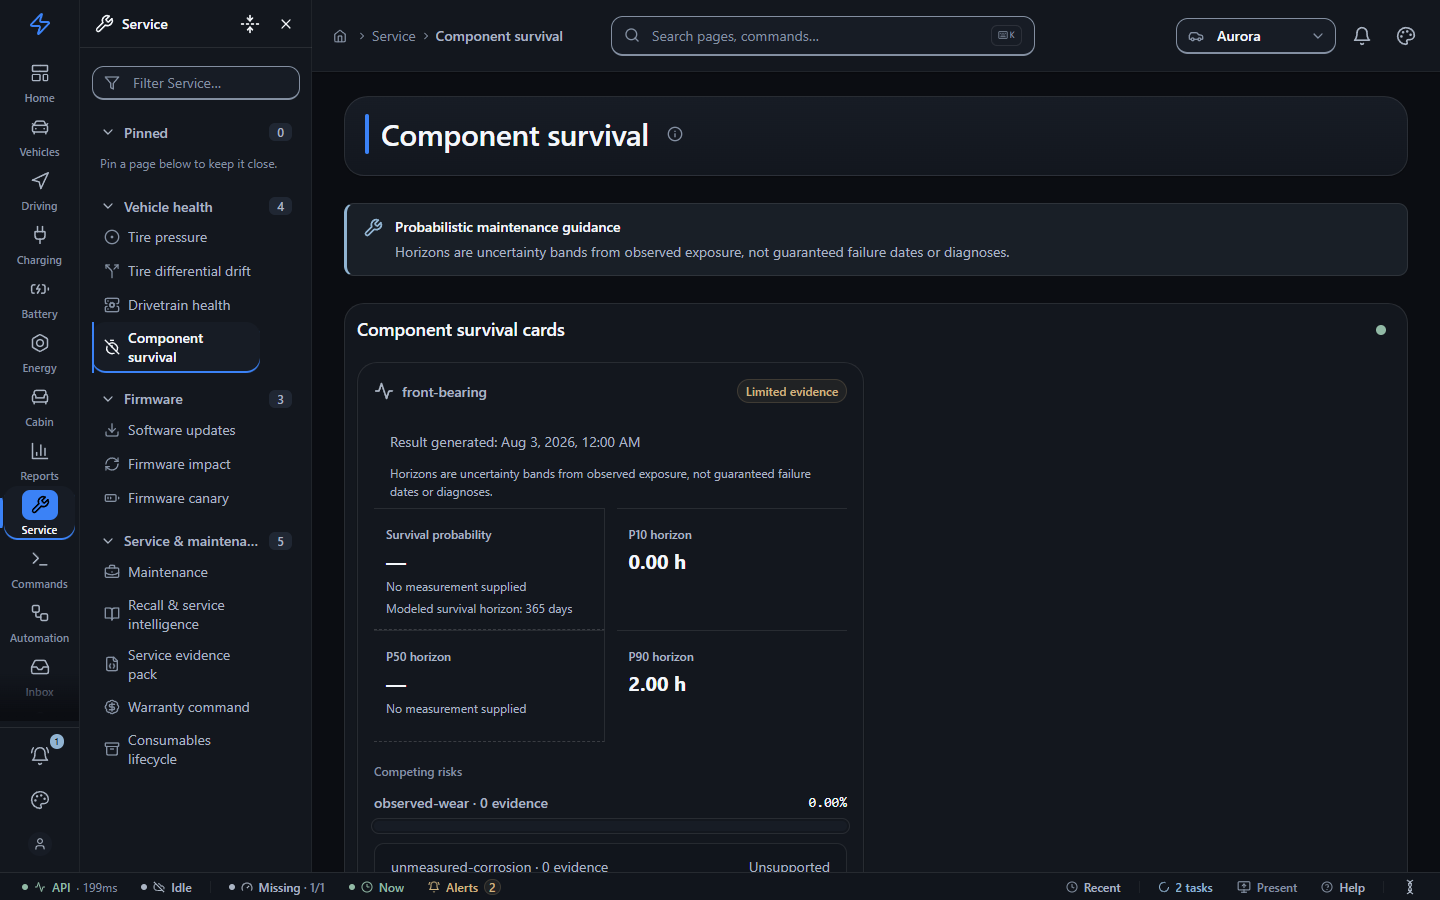 Service
Service
Component survival
Search pages, commands...
K
Aurora
Home
Vehicles
Driving
Charging
Battery
Energy
Cabin
Reports
Service
Commands
Automation
Inbox
1
Filter Service...
Pinned 0
Pin a page below to keep it close.
Vehicle health 4
Tire pressure
Tire differential drift
Drivetrain health
Component
survival
Firmware 3
Software updates
Firmware impact
Firmware canary
Service & maintena... 5
Maintenance
Recall & service
intelligence
Service evidence
pack
Warranty command
Consumables
lifecycle
Component survival
Probabilistic maintenance guidance
Horizons are uncertainty bands from observed exposure, not guaranteed failure dates or diagnoses.
Component survival cards
front-bearing
Limited evidence
Result generated: Aug 3, 2026, 12:00 AM
Horizons are uncertainty bands from observed exposure, not guaranteed failure
dates or diagnoses.
Survival probability
—
No measurement supplied
Modeled survival horizon: 365 days
P10 horizon
0.00 h
P50 horizon
—
No measurement supplied
P90 horizon
2.00 h
Competing risks
observed-wear · 0 evidence 0.00%
unmeasured-corrosion · 0 evidence Unsupported
API · 199ms
Idle
Missing · 1/1
Now
Alerts 2
Recent
2 tasks
Present
Help